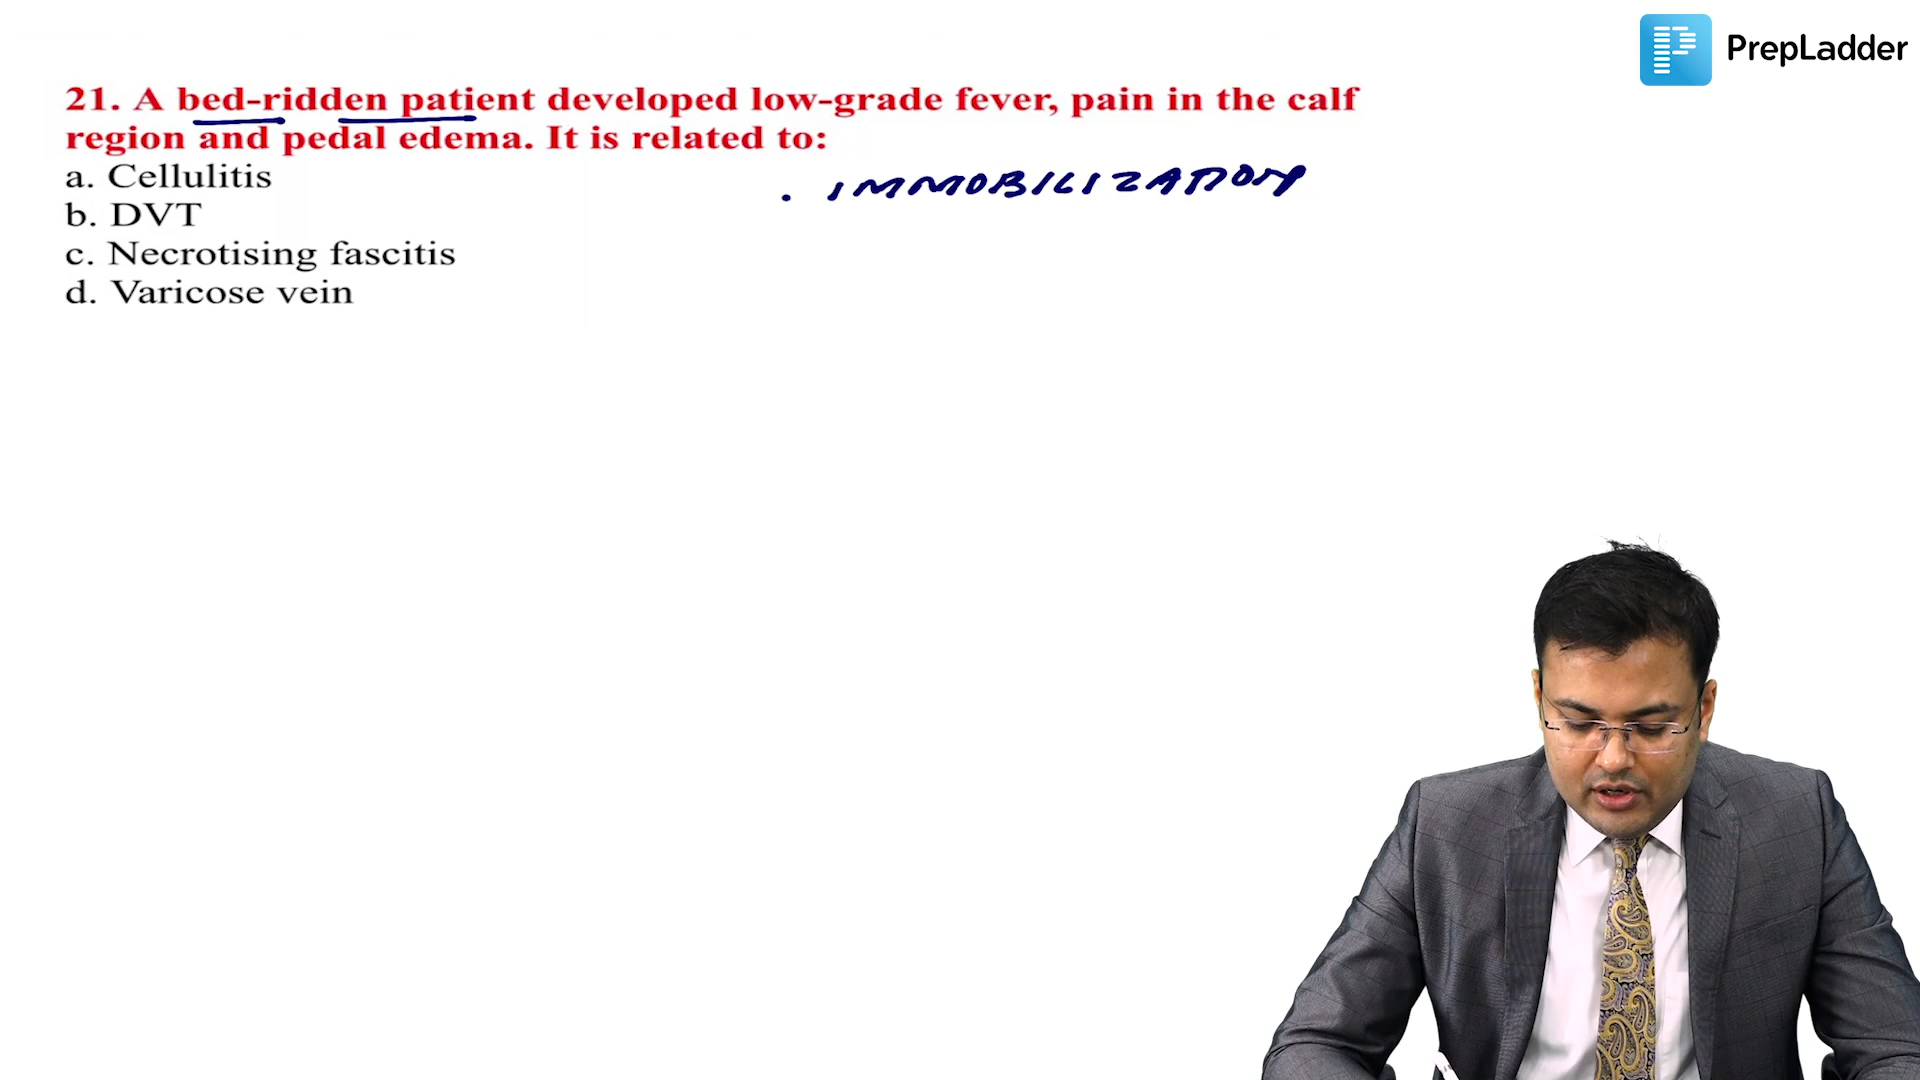 PrepLadder
21. A bed-ridden patient developed low-grade fever, pain in the calf
region and pedal edema. It is related to:
a. Cellulitis
. IMMOBILIZATION
b. DVT
c. Necrotising fascitis
d. Varicose vein